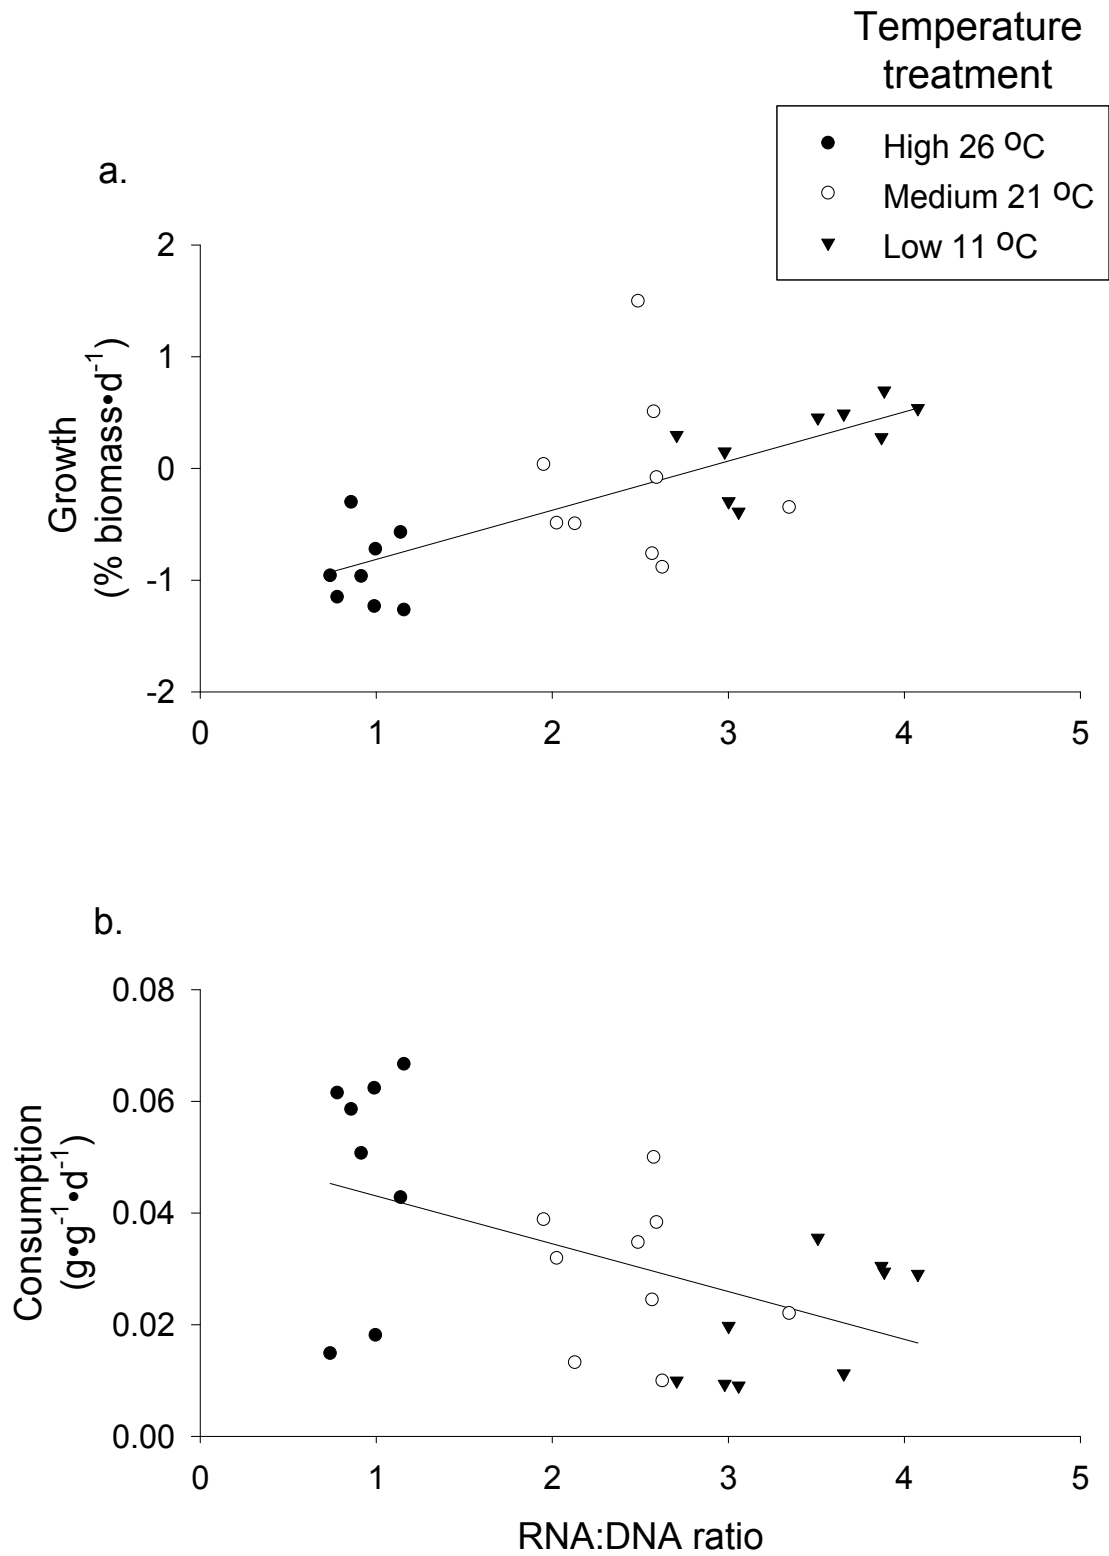 Temperature
treatment
High 26 ºC
Medium 21 ºC
Low 11 ºC
a.
2
1
0
-1
-2
Growth
(% biomass•d⁻¹)
0 1 2 3 4 5
b.
0.08
0.06
0.04
0.02
0.00
Consumption
(g•g⁻¹•d⁻¹)
0 1 2 3 4 5
RNA:DNA ratio